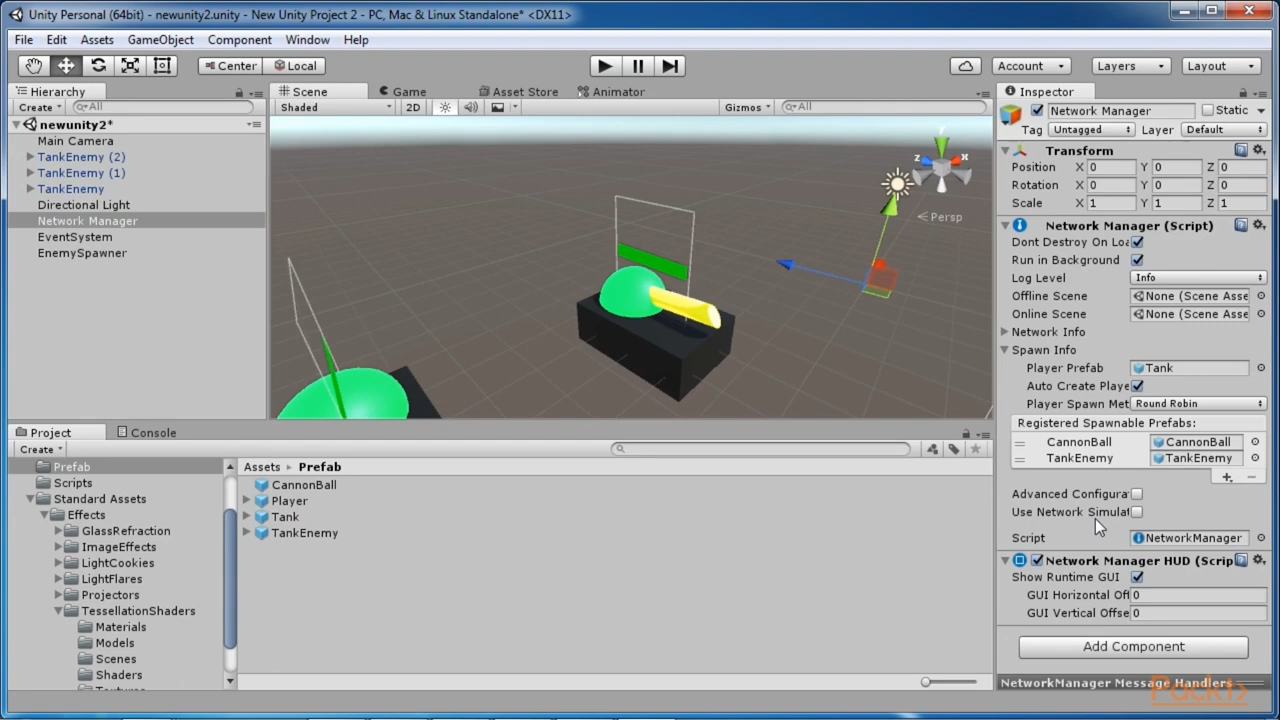 Unity Personal (64bit) - newunity2.unity - New Unity Project 2 - PC, Mac & Linux Standalone* <DX11>
File Edit Assets GameObject Component Window Help
Center Local Account Layers Layout
Hierarchy
Create All
newunity2*
Main Camera
TankEnemy (2)
TankEnemy (1)
TankEnemy
Directional Light
Network Manager
EventSystem
EnemySpawner
Scene Game Asset Store Animator
Shaded 2D Gizmos All
y
z x
Persp
Inspector
Network Manager Static
Tag Untagged Layer Default
Transform
Position X 0 Y 0 Z 0
Rotation X 0 Y 0 Z 0
Scale X 1 Y 1 Z 1
Network Manager (Script)
Dont Destroy On Loa
Run in Background
Log Level Info
Offline Scene None (Scene Asse
Online Scene None (Scene Asse
Network Info
Spawn Info
Player Prefab Tank
Auto Create Playe
Player Spawn Met Round Robin
Registered Spawnable Prefabs:
CannonBall CannonBall
TankEnemy TankEnemy
Advanced Configurat
Use Network Simulat
Script NetworkManager
Network Manager HUD (Scrip
Show Runtime GUI
GUI Horizontal Off 0
GUI Vertical Offse 0
Add Component
NetworkManager Message Handlers
Project Console
Create
Prefab
Scripts
Standard Assets
Effects
GlassRefraction
ImageEffects
LightCookies
LightFlares
Projectors
TessellationShaders
Materials
Models
Scenes
Shaders
Textures
Assets Prefab
CannonBall
Player
Tank
TankEnemy
Packt>